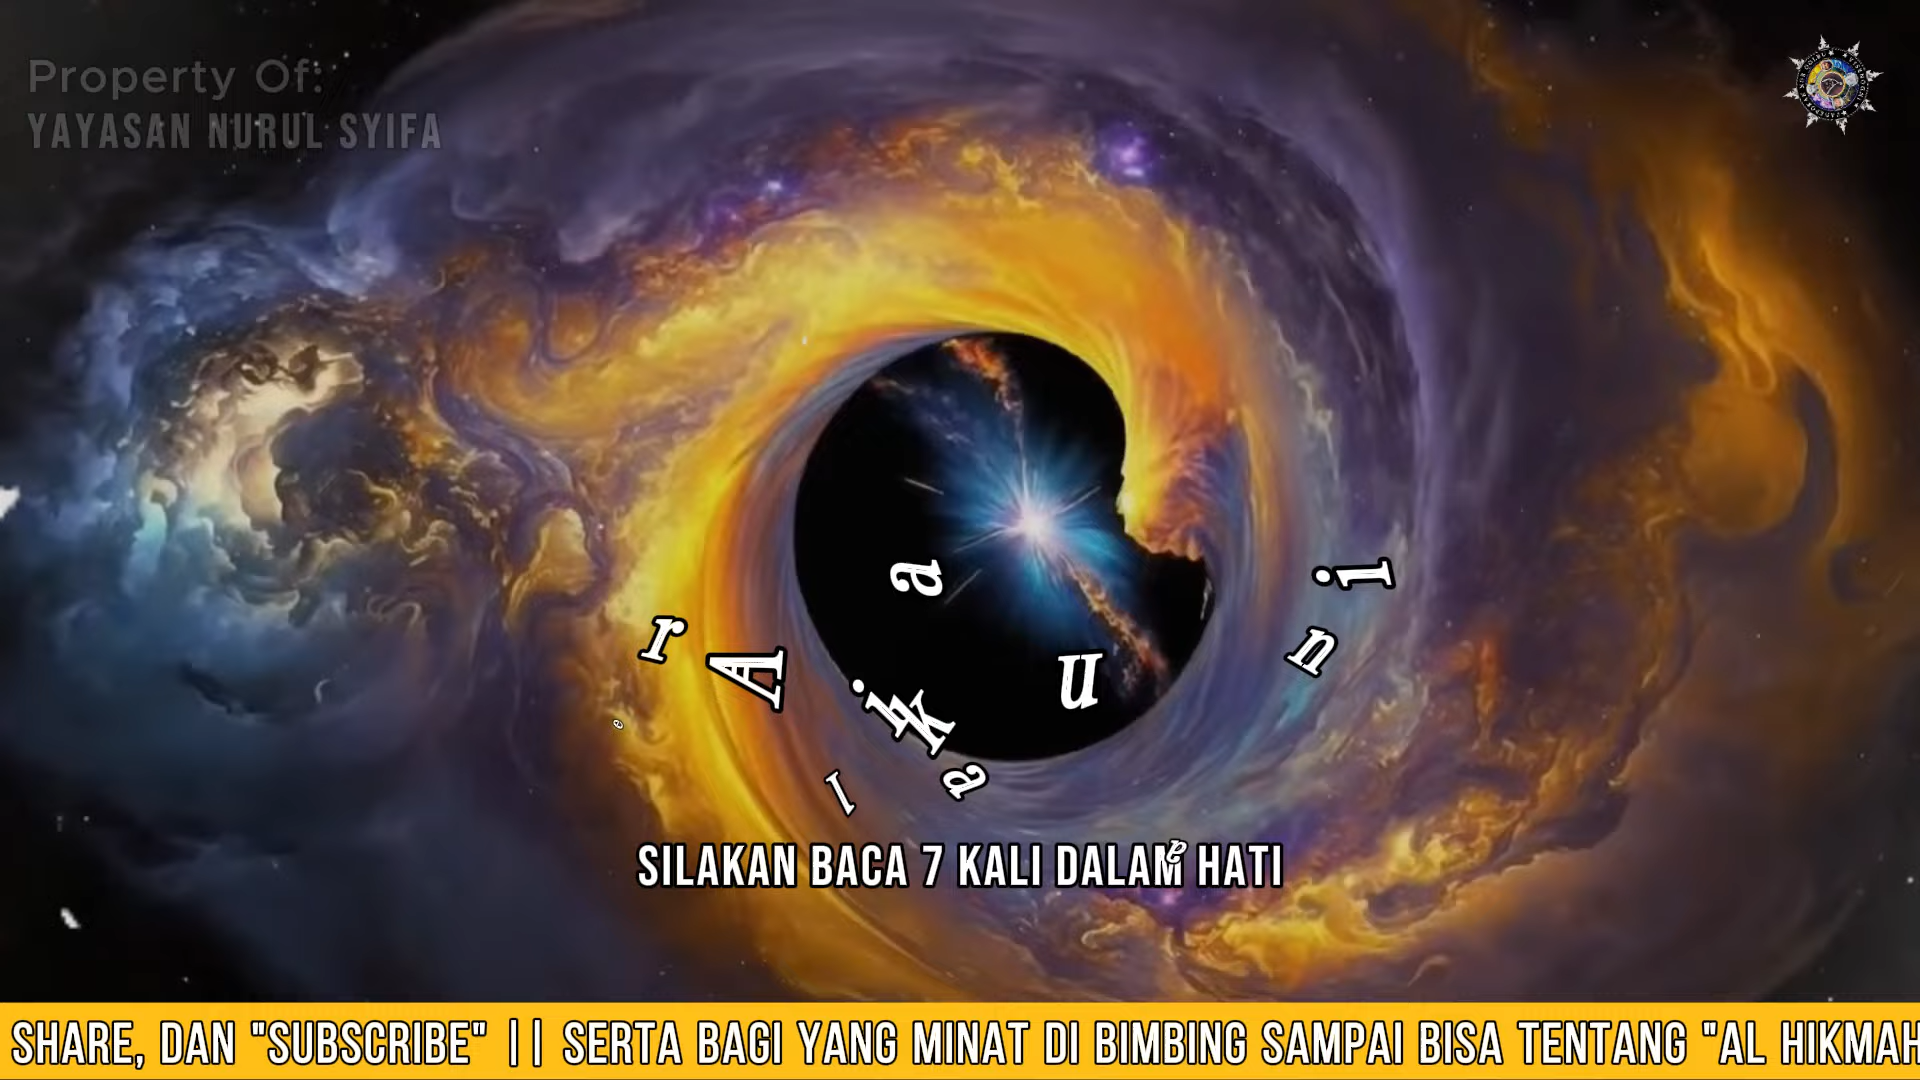 Property Of:
YAYASAN NURUL SYIFA
SILAKAN BACA 7 KALI DALAM HATI
SHARE, DAN "SUBSCRIBE" || SERTA BAGI YANG MINAT DI BIMBING SAMPAI BISA TENTANG "AL HIKMAH